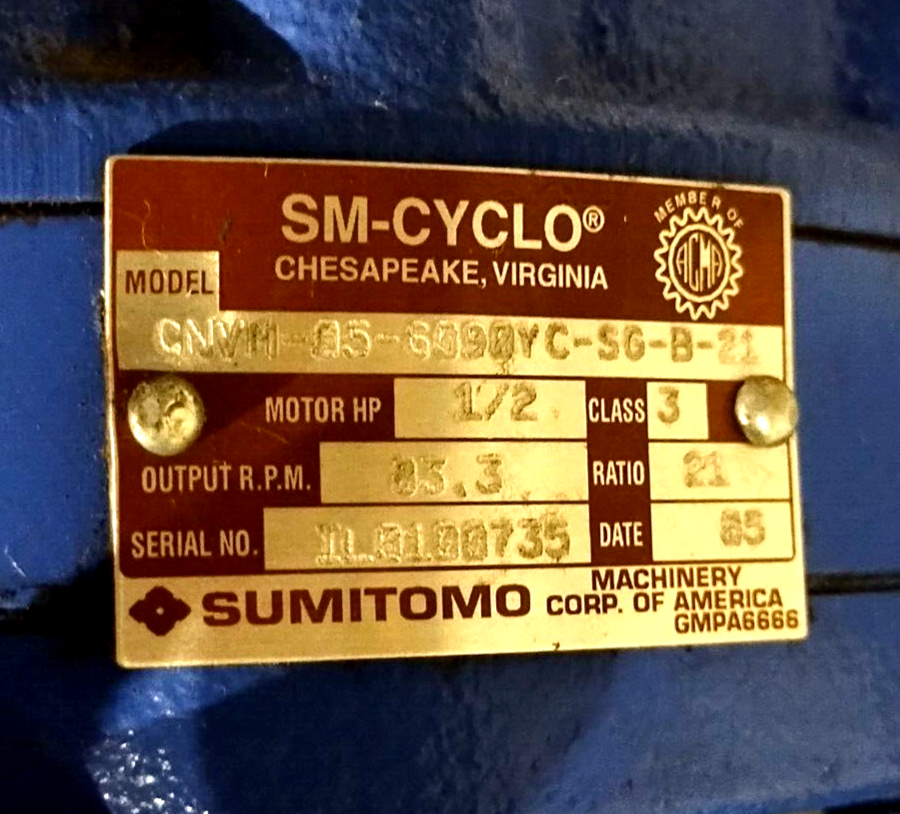 SM-CYCLO®
CHESAPEAKE, VIRGINIA
MEMBER OF
AGMA
MODEL
CNVM-05-6090YC-SG-B-21
MOTOR HP 1/2 CLASS 3
OUTPUT R.P.M. 83.3 RATIO 21
SERIAL NO. DATE 05
SUMITOMO MACHINERY
CORP. OF AMERICA
GMPA6666